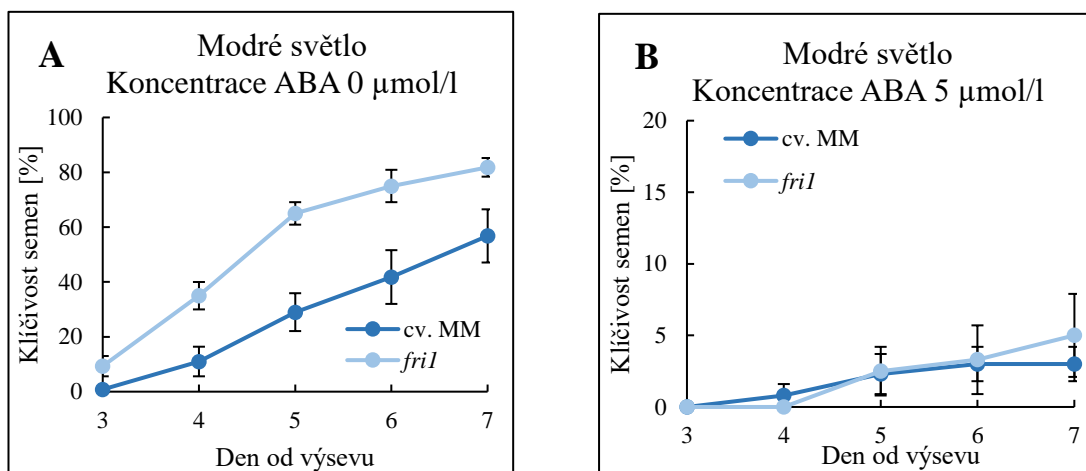 A
Modré světlo
Koncentrace ABA 0 μmol/l
Klíčivost semen [%]
100
80
60
40
20
0
cv. MM
fri1
3 4 5 6 7
Den od výsevu
B
Modré světlo
Koncentrace ABA 5 μmol/l
Klíčivost semen [%]
20
15
10
5
0
cv. MM
fri1
3 4 5 6 7
Den od výsevu